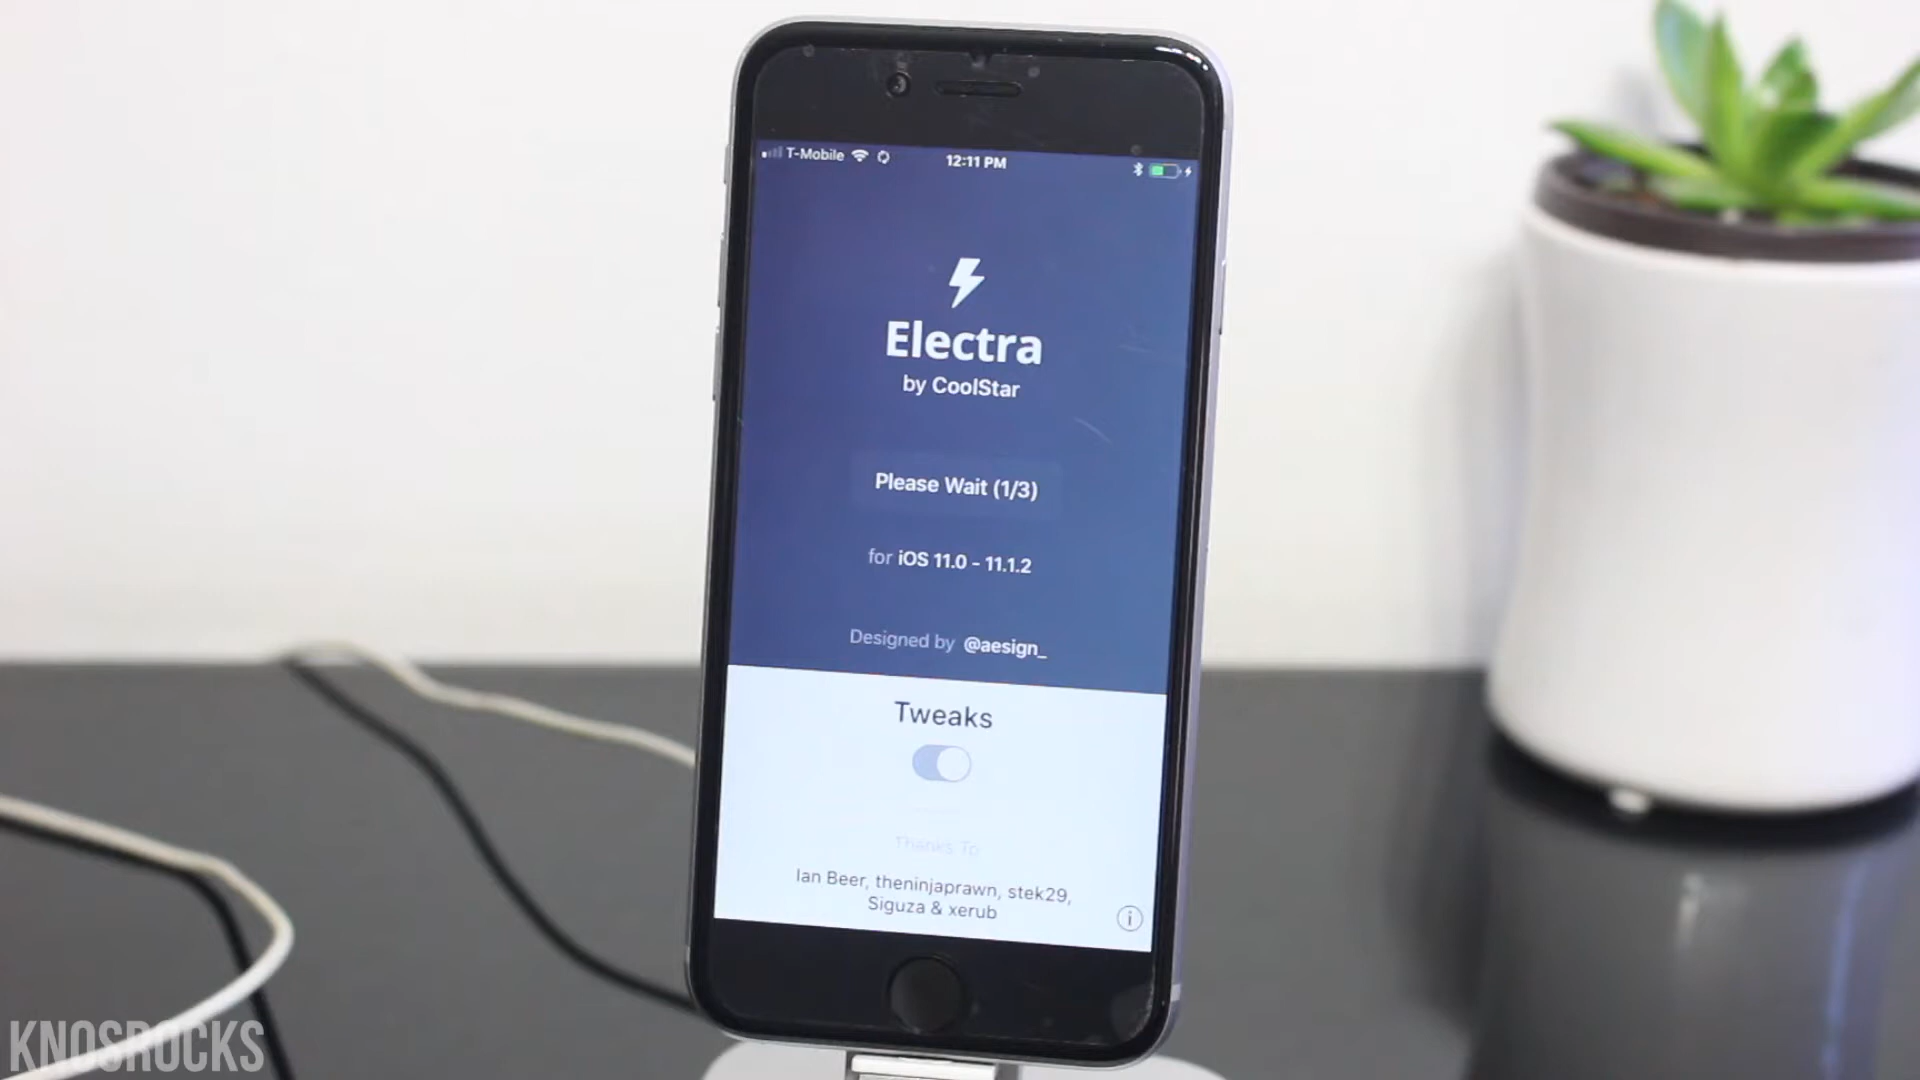 T-Mobile
12:11 PM
Electra
by CoolStar
Please Wait (1/3)
for iOS 11.0 - 11.1.2
Designed by @aesign_
Tweaks
Thanks To
Ian Beer, theninjaprawn, stek29,
Siguza & xerub
KNOSROCKS